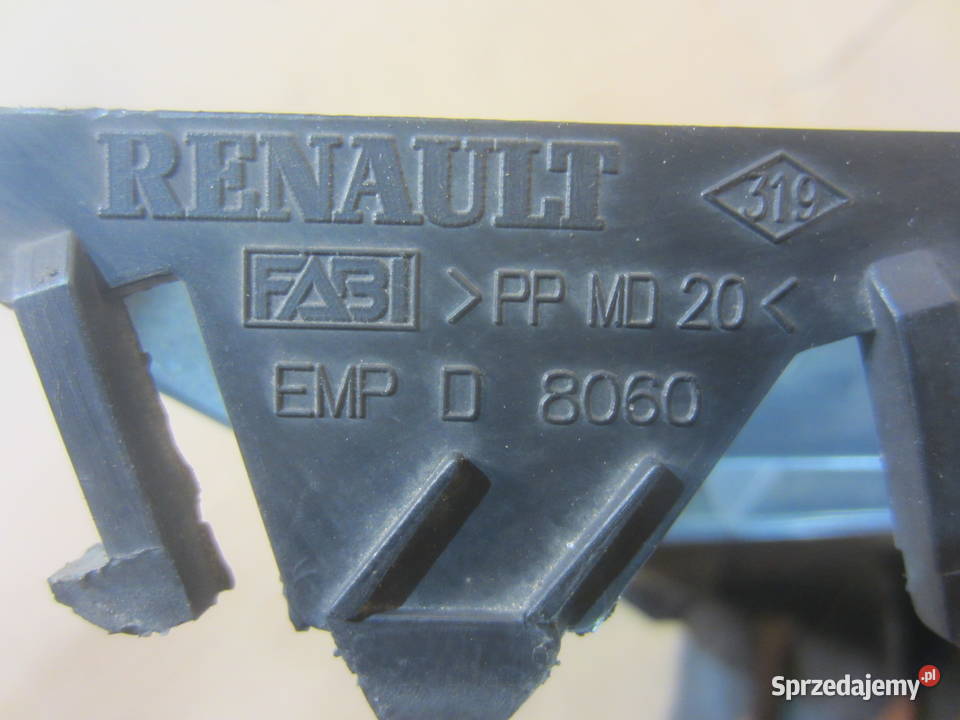 RENAULT
319
FABI >PP MD 20<
EMP D 8060
Sprzedajemy.pl